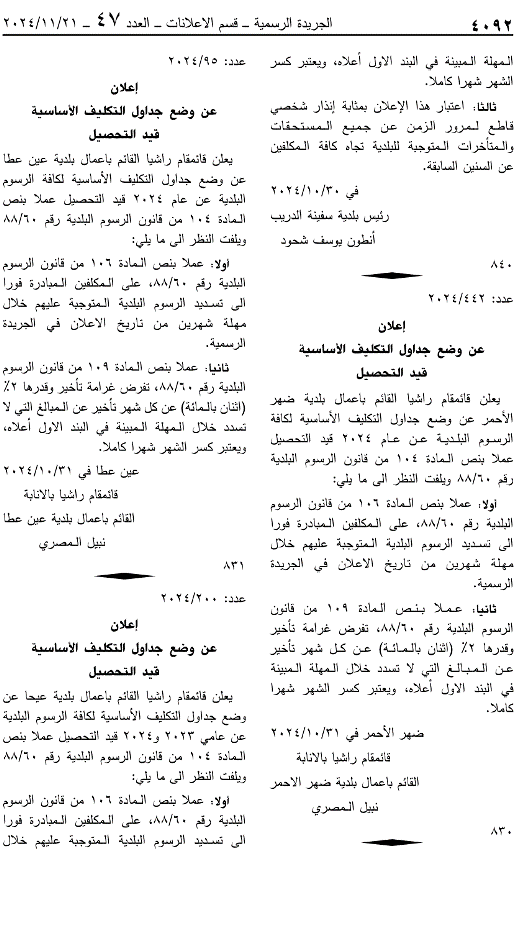 ٤٠٩٢
الجريدة الرسمية ــ قسم الاعلانات ــ العدد ٤٧ ــ ٢٠٢٤/١١/٢١
المهلة المبينة في البند الاول أعلاه، ويعتبر كسر
الشهر شهرا كاملا.
ثالثا: اعتبار هذا الإعلان بمثابة إنذار شخصي
قاطع لمرور الزمن عن جميع المستحقات
والمتأخرات المتوجبة للبلدية تجاه كافة المكلفين
عن السنين السابقة.
في ٢٠٢٤/١٠/٣٠
رئيس بلدية سفينة الدريب
أنطون يوسف شحود
٨٤٠
عدد: ٢٠٢٤/٤٤٢
إعلان
عن وضع جداول التكليف الأساسية
قيد التحصيل
يعلن قائمقام راشيا القائم باعمال بلدية ضهر
الأحمر عن وضع جداول التكليف الأساسية لكافة
الرسوم البلدية عن عام ٢٠٢٤ قيد التحصيل
عملا بنص المادة ١٠٤ من قانون الرسوم البلدية
رقم ٨٨/٦٠ ويلفت النظر الى ما يلي:
اولا: عملا بنص المادة ١٠٦ من قانون الرسوم
البلدية رقم ٨٨/٦٠، على المكلفين المبادرة فورا
الى تسديد الرسوم البلدية المتوجبة عليهم خلال
مهلة شهرين من تاريخ الاعلان في الجريدة
الرسمية.
ثانيا: عملا بنص المادة ١٠٩ من قانون
الرسوم البلدية رقم ٨٨/٦٠، تفرض غرامة تأخير
وقدرها ٢٪ (اثنان بالمائة) عن كل شهر تأخير
عن المبالغ التي لا تسدد خلال المهلة المبينة
في البند الاول أعلاه، ويعتبر كسر الشهر شهرا
كاملا.
ضهر الأحمر في ٢٠٢٤/١٠/٣١
قائمقام راشيا بالانابة
القائم باعمال بلدية ضهر الاحمر
نبيل المصري
٨٣٠
عدد: ٢٠٢٤/٩٥
إعلان
عن وضع جداول التكليف الأساسية
قيد التحصيل
يعلن قائمقام راشيا القائم باعمال بلدية عين عطا
عن وضع جداول التكليف الأساسية لكافة الرسوم
البلدية عن عام ٢٠٢٤ قيد التحصيل عملا بنص
المادة ١٠٤ من قانون الرسوم البلدية رقم ٨٨/٦٠
ويلفت النظر الى ما يلي:
اولا: عملا بنص المادة ١٠٦ من قانون الرسوم
البلدية رقم ٨٨/٦٠، على المكلفين المبادرة فورا
الى تسديد الرسوم البلدية المتوجبة عليهم خلال
مهلة شهرين من تاريخ الاعلان في الجريدة
الرسمية.
ثانيا: عملا بنص المادة ١٠٩ من قانون الرسوم
البلدية رقم ٨٨/٦٠، تفرض غرامة تأخير وقدرها ٢٪
(اثنان بالمائة) عن كل شهر تأخير عن المبالغ التي لا
تسدد خلال المهلة المبينة في البند الاول أعلاه،
ويعتبر كسر الشهر شهرا كاملا.
عين عطا في ٢٠٢٤/١٠/٣١
قائمقام راشيا بالانابة
القائم باعمال بلدية عين عطا
نبيل المصري
٨٣١
عدد: ٢٠٢٤/٢٠٠
إعلان
عن وضع جداول التكليف الأساسية
قيد التحصيل
يعلن قائمقام راشيا القائم باعمال بلدية عيحا عن
وضع جداول التكليف الأساسية لكافة الرسوم البلدية
عن عامي ٢٠٢٣ و٢٠٢٤ قيد التحصيل عملا بنص
المادة ١٠٤ من قانون الرسوم البلدية رقم ٨٨/٦٠
ويلفت النظر الى ما يلي:
اولا: عملا بنص المادة ١٠٦ من قانون الرسوم
البلدية رقم ٨٨/٦٠، على المكلفين المبادرة فورا
الى تسديد الرسوم البلدية المتوجبة عليهم خلال